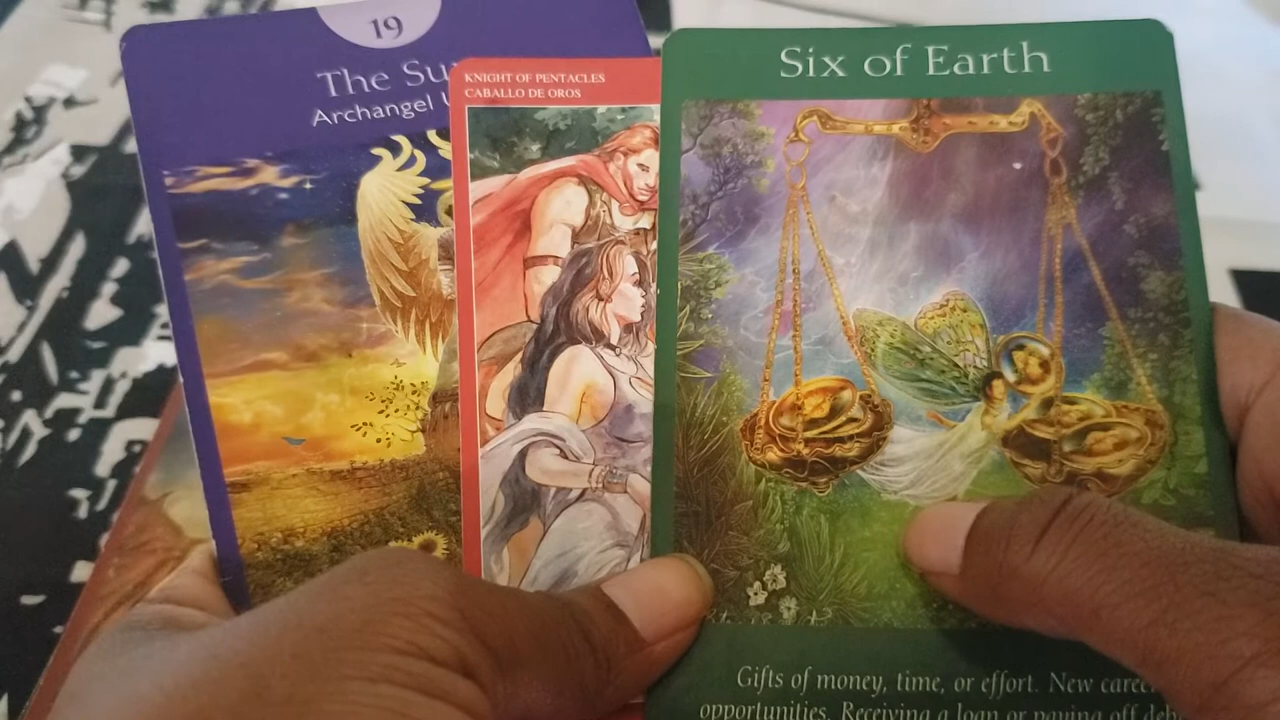 19
The Su
Archangel
KNIGHT OF PENTACLES
CABALLO DE OROS
Six of Earth
Gifts of money, time, or effort. New career
opportunities. Receiving a loan or paying off deb